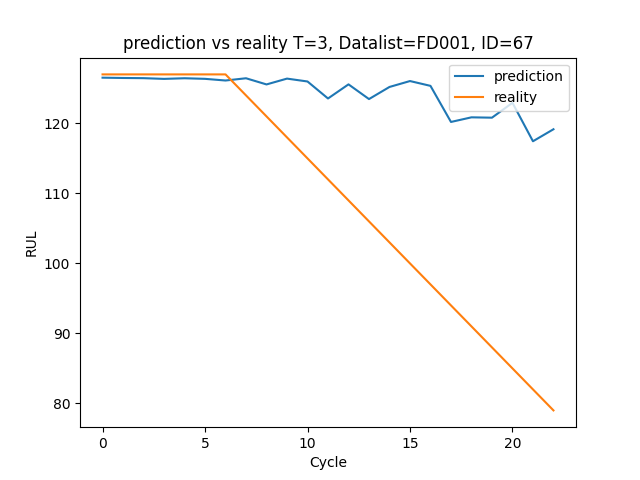 prediction vs reality T=3, Datalist=FD001, ID=67
prediction
reality
RUL
120
110
100
90
80
0 5 10 15 20
Cycle